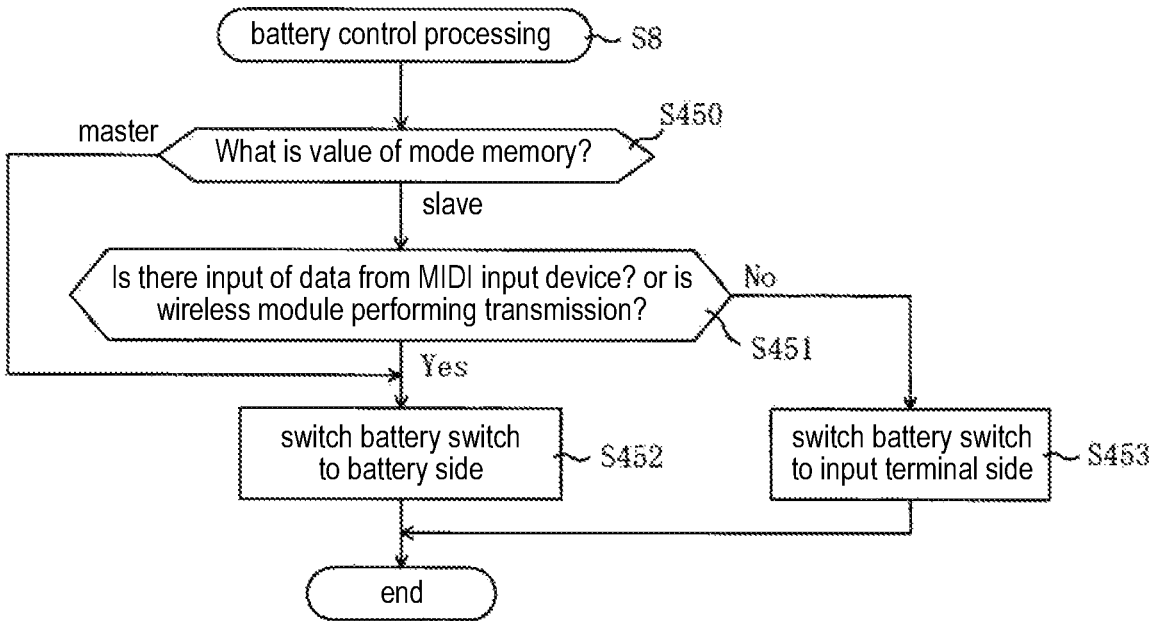 battery control processing
S8
S450
master
What is value of mode memory?
slave
Is there input of data from MIDI input device? or is
wireless module performing transmission?
No
S451
Yes
switch battery switch
to battery side
S452
switch battery switch
to input terminal side
S453
end